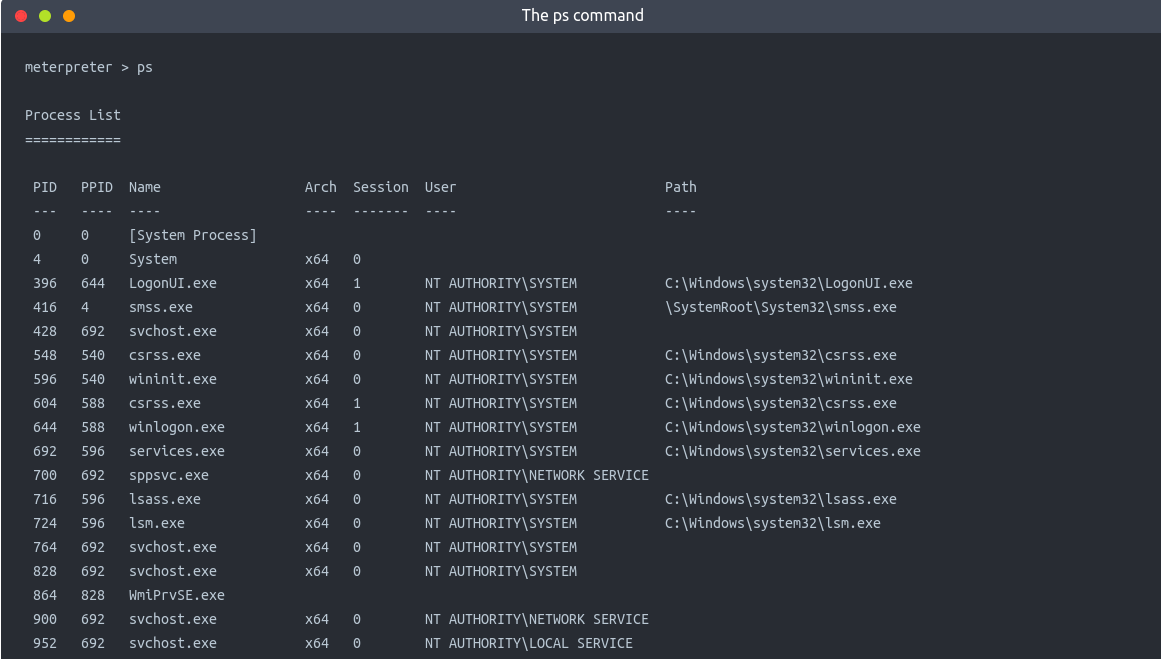 The ps command
meterpreter > ps
Process List
============
PID   PPID  Name                  Arch  Session  User                          Path
---   ----  ----                  ----  -------  ----                          ----
0     0     [System Process]
4     0     System                x64   0
396   644   LogonUI.exe           x64   1        NT AUTHORITY\SYSTEM           C:\Windows\system32\LogonUI.exe
416   4     smss.exe              x64   0        NT AUTHORITY\SYSTEM           \SystemRoot\System32\smss.exe
428   692   svchost.exe           x64   0        NT AUTHORITY\SYSTEM
548   540   csrss.exe             x64   0        NT AUTHORITY\SYSTEM           C:\Windows\system32\csrss.exe
596   540   wininit.exe           x64   0        NT AUTHORITY\SYSTEM           C:\Windows\system32\wininit.exe
604   588   csrss.exe             x64   1        NT AUTHORITY\SYSTEM           C:\Windows\system32\csrss.exe
644   588   winlogon.exe          x64   1        NT AUTHORITY\SYSTEM           C:\Windows\system32\winlogon.exe
692   596   services.exe          x64   0        NT AUTHORITY\SYSTEM           C:\Windows\system32\services.exe
700   692   sppsvc.exe            x64   0        NT AUTHORITY\NETWORK SERVICE
716   596   lsass.exe             x64   0        NT AUTHORITY\SYSTEM           C:\Windows\system32\lsass.exe
724   596   lsm.exe               x64   0        NT AUTHORITY\SYSTEM           C:\Windows\system32\lsm.exe
764   692   svchost.exe           x64   0        NT AUTHORITY\SYSTEM
828   692   svchost.exe           x64   0        NT AUTHORITY\SYSTEM
864   828   WmiPrvSE.exe
900   692   svchost.exe           x64   0        NT AUTHORITY\NETWORK SERVICE
952   692   svchost.exe           x64   0        NT AUTHORITY\LOCAL SERVICE